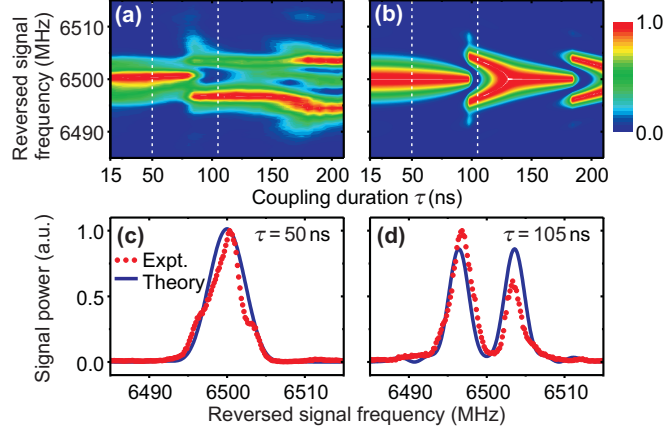 (a)
(b)
Reversed signal
frequency (MHz)
6510
6500
6490
1.0
0.0
15
50
100
150
200
15
50
100
150
200
Coupling duration τ (ns)
(c)
τ = 50 ns
(d)
τ = 105 ns
Expt.
Theory
Signal power (a.u.)
1.0
0.5
0.0
6490
6500
6510
6490
6500
6510
Reversed signal frequency (MHz)